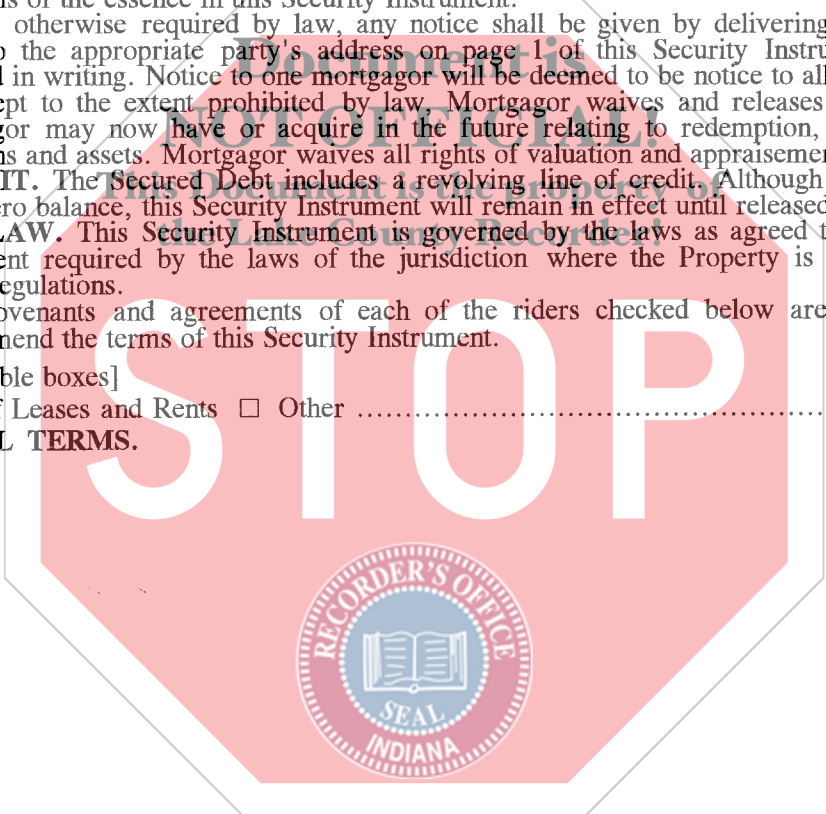 is of the essence in this Security Instrument.
otherwise required by law, any notice shall be given by delivering
the appropriate party's address on page 1 of this Security Instru
in writing. Notice to one mortgagor will be deemed to be notice to all
ept to the extent prohibited by law, Mortgagor waives and releases
gor may now have or acquire in the future relating to redemption,
ns and assets. Mortgagor waives all rights of valuation and appraisemen
IT. The Secured Debt includes a revolving line of credit. Although
ero balance, this Security Instrument will remain in effect until released
LAW. This Security Instrument is governed by the laws as agreed t
ent required by the laws of the jurisdiction where the Property is
egulations.
ovenants and agreements of each of the riders checked below are
mend the terms of this Security Instrument.
ble boxes]
f Leases and Rents ☐ Other ..........................................................
L TERMS.
Document is
NOT OFFICIAL!
This Document is the property of
the Lake County Recorder!
STOP
RECORDER'S OFFICE
SEAL
INDIANA